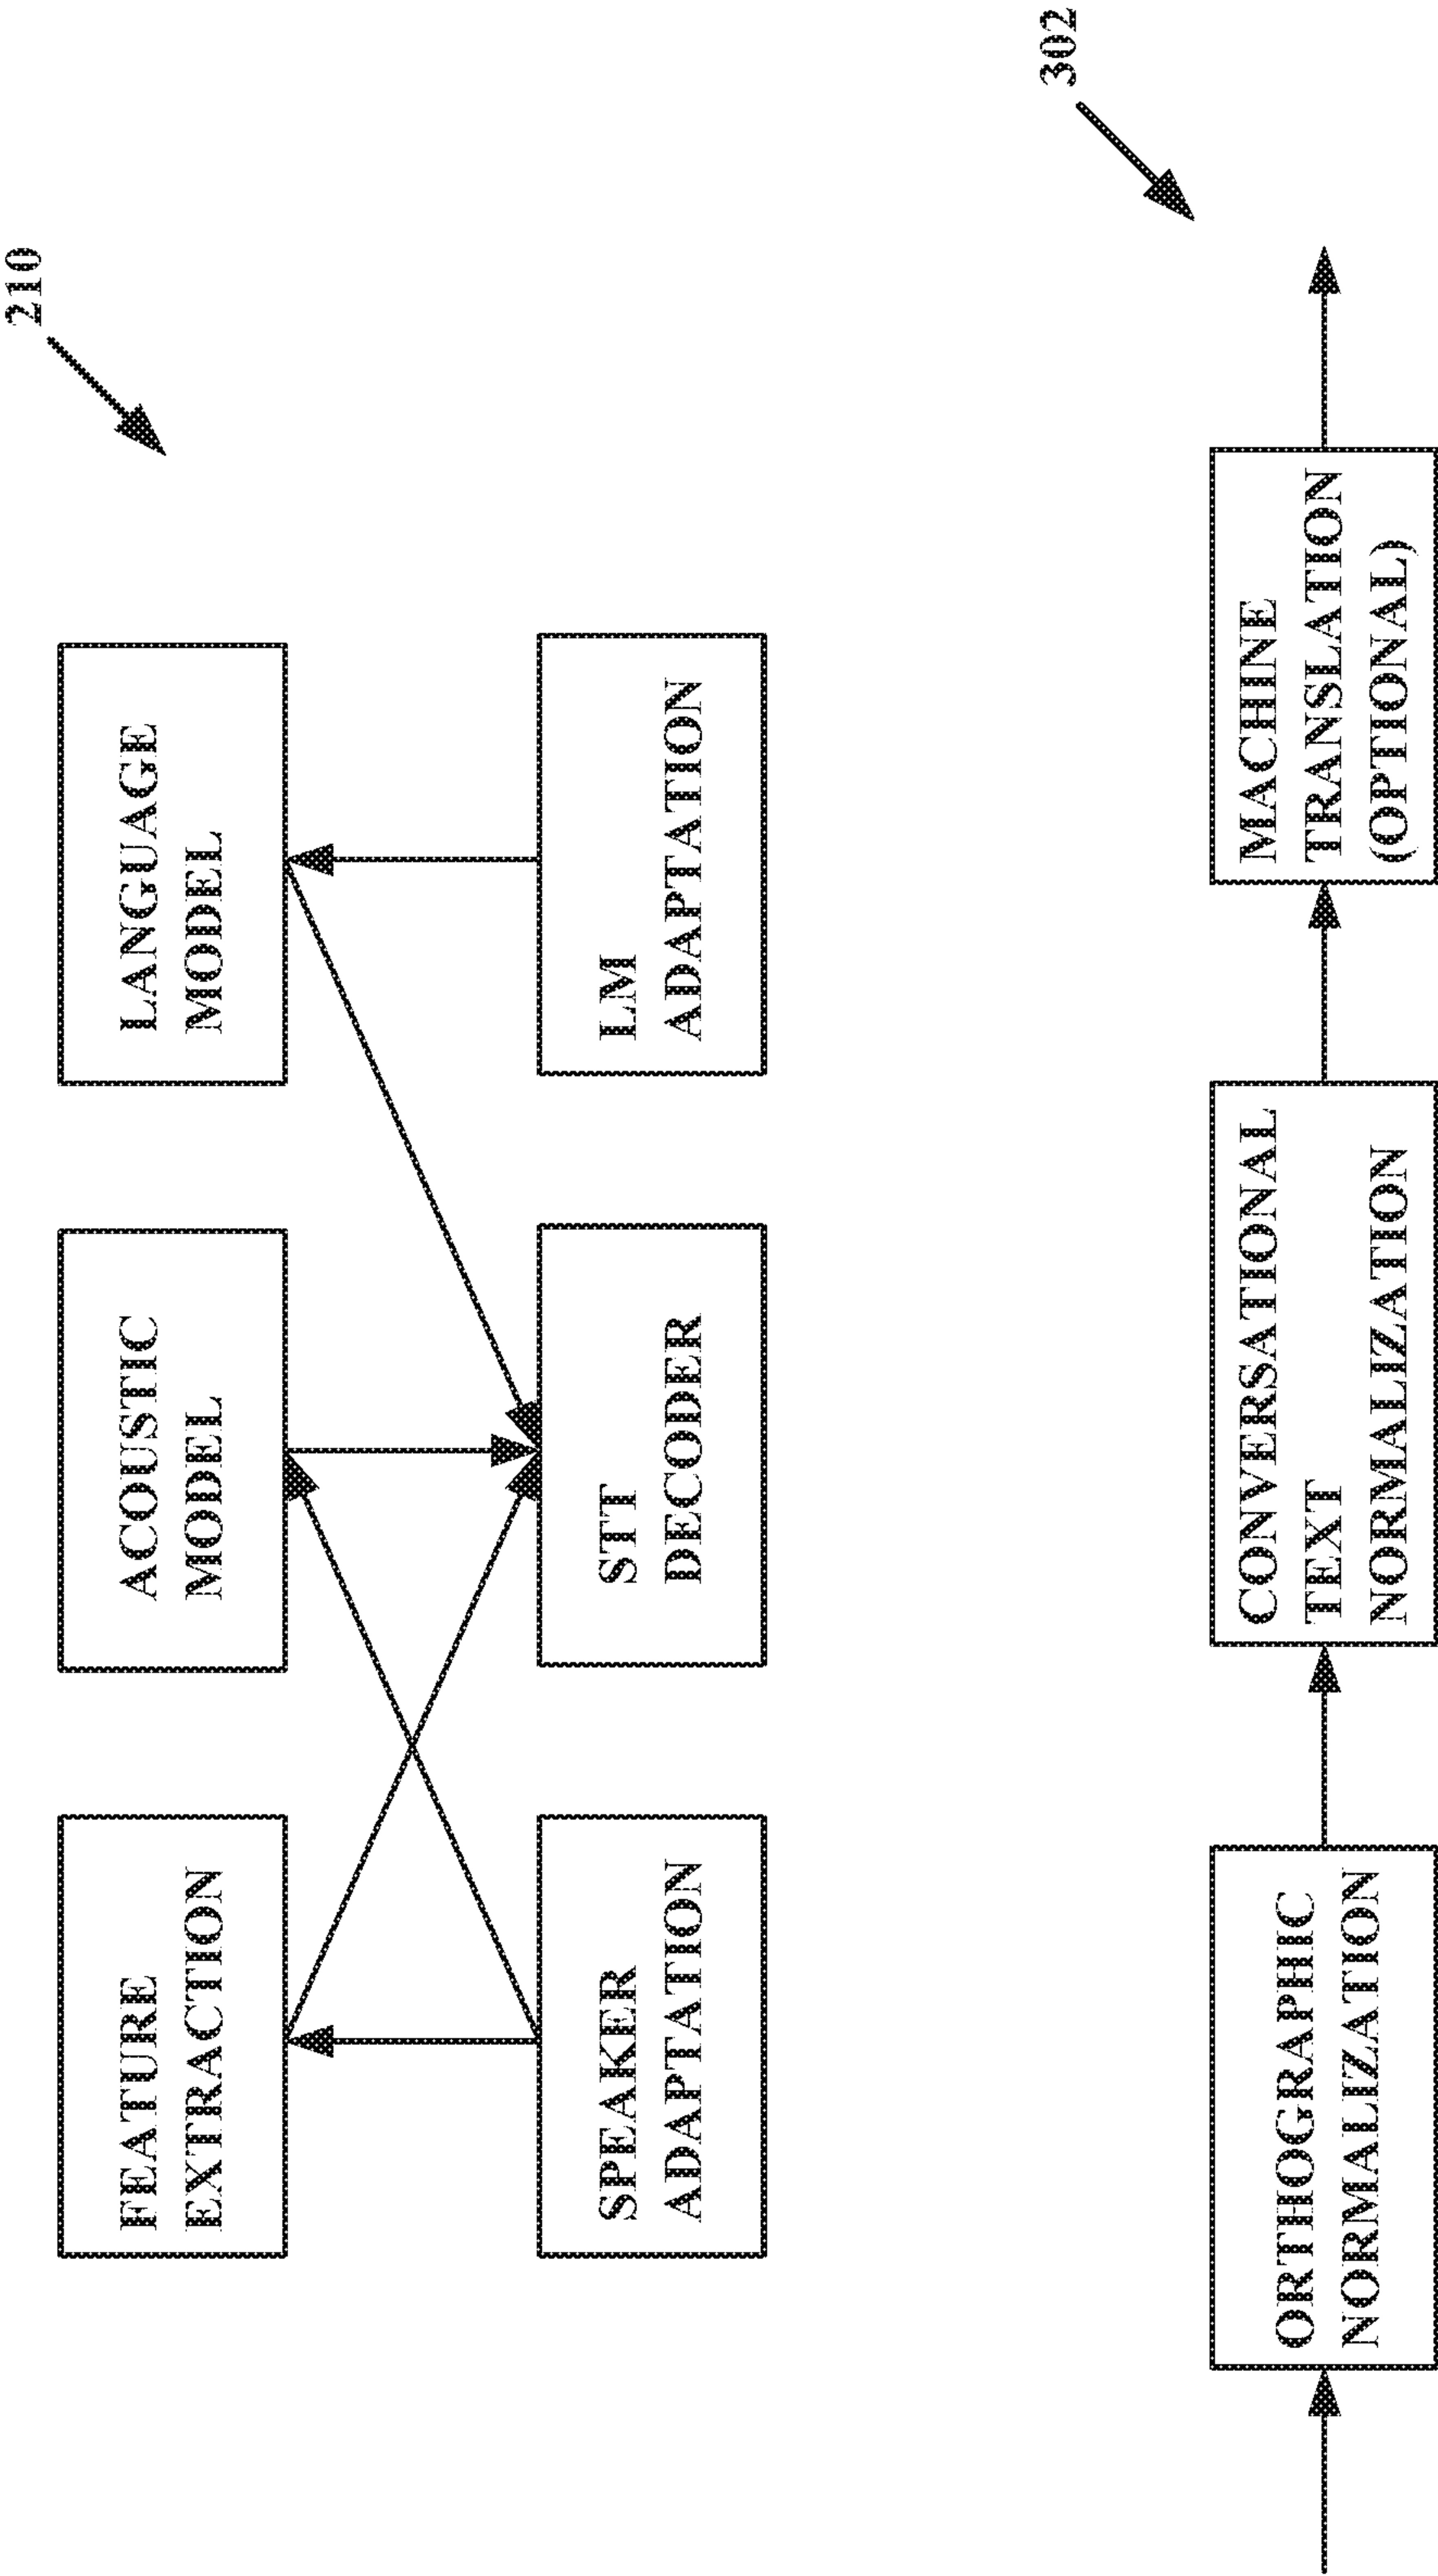 210
FEATURE
EXTRACTION
ACOUSTIC
MODEL
LANGUAGE
MODEL
SPEAKER
ADAPTATION
STT
DECODER
LM
ADAPTATION
302
ORTHOGRAPHIC
NORMALIZATION
CONVERSATIONAL
TEXT
NORMALIZATION
MACHINE
TRANSLATION
(OPTIONAL)